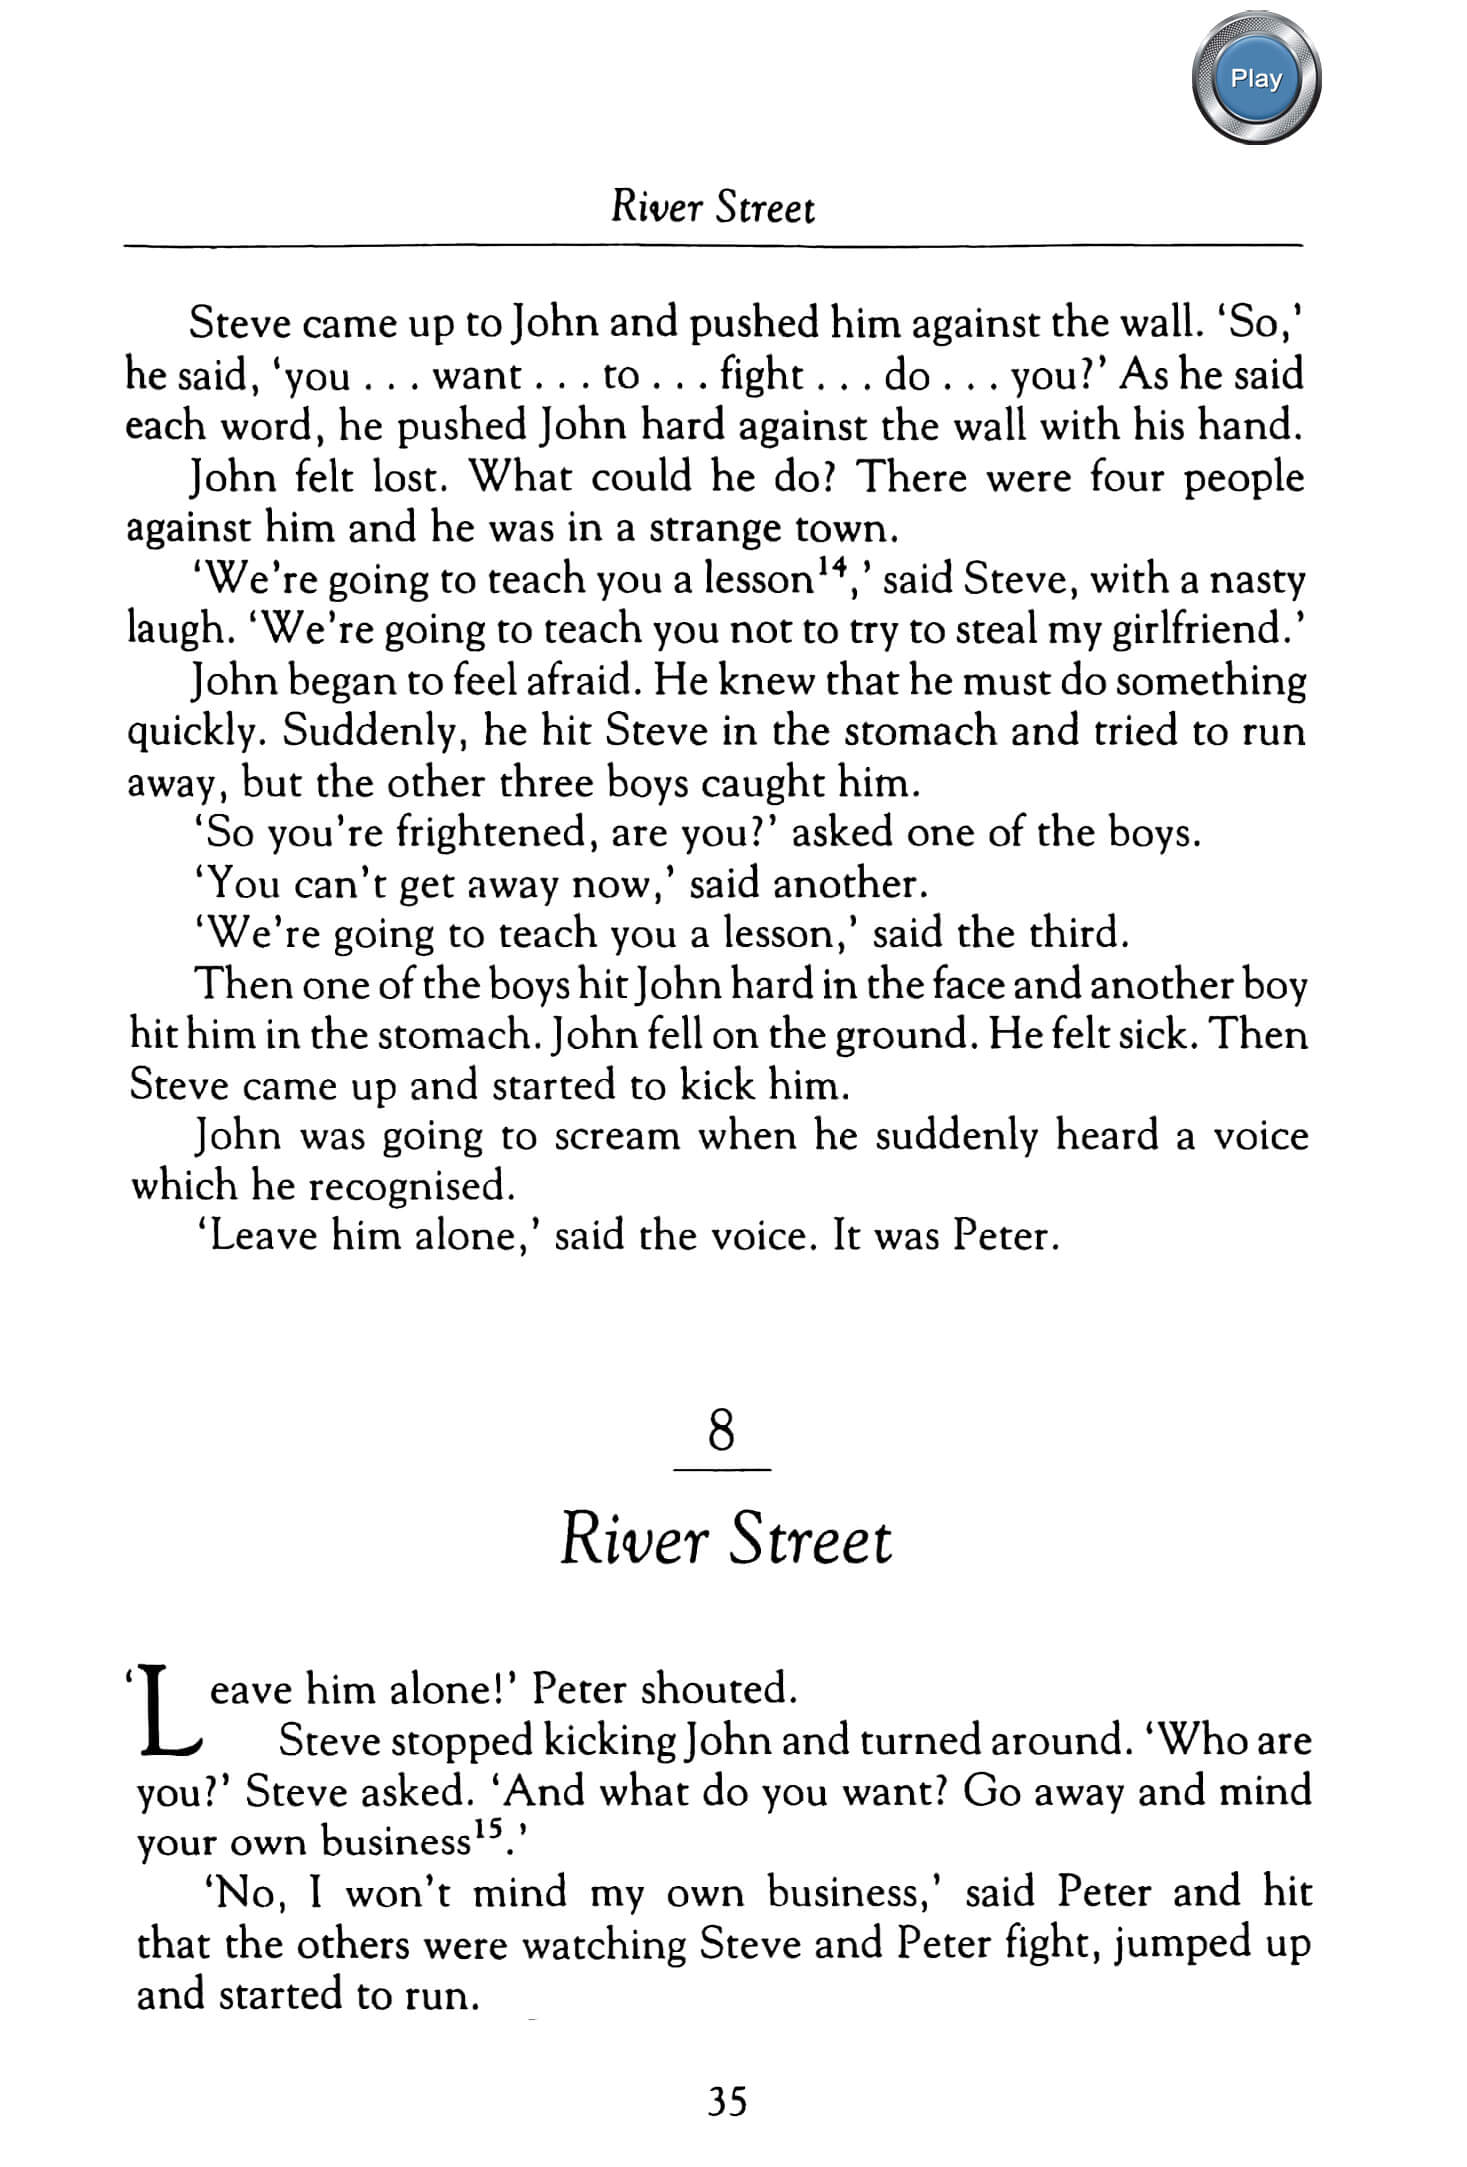 Play
River Street
Steve came up to John and pushed him against the wall. ‘So,’
he said, ‘you . . . want . . . to . . . fight . . . do . . . you?’ As he said
each word, he pushed John hard against the wall with his hand.
John felt lost. What could he do? There were four people
against him and he was in a strange town.
‘We’re going to teach you a lesson¹⁴,’ said Steve, with a nasty
laugh. ‘We’re going to teach you not to try to steal my girlfriend.’
John began to feel afraid. He knew that he must do something
quickly. Suddenly, he hit Steve in the stomach and tried to run
away, but the other three boys caught him.
‘So you’re frightened, are you?’ asked one of the boys.
‘You can’t get away now,’ said another.
‘We’re going to teach you a lesson,’ said the third.
Then one of the boys hit John hard in the face and another boy
hit him in the stomach. John fell on the ground. He felt sick. Then
Steve came up and started to kick him.
John was going to scream when he suddenly heard a voice
which he recognised.
‘Leave him alone,’ said the voice. It was Peter.
8
River Street
‘Leave him alone!’ Peter shouted.
Steve stopped kicking John and turned around. ‘Who are
you?’ Steve asked. ‘And what do you want? Go away and mind
your own business¹⁵.’
‘No, I won’t mind my own business,’ said Peter and hit
that the others were watching Steve and Peter fight, jumped up
and started to run.
35